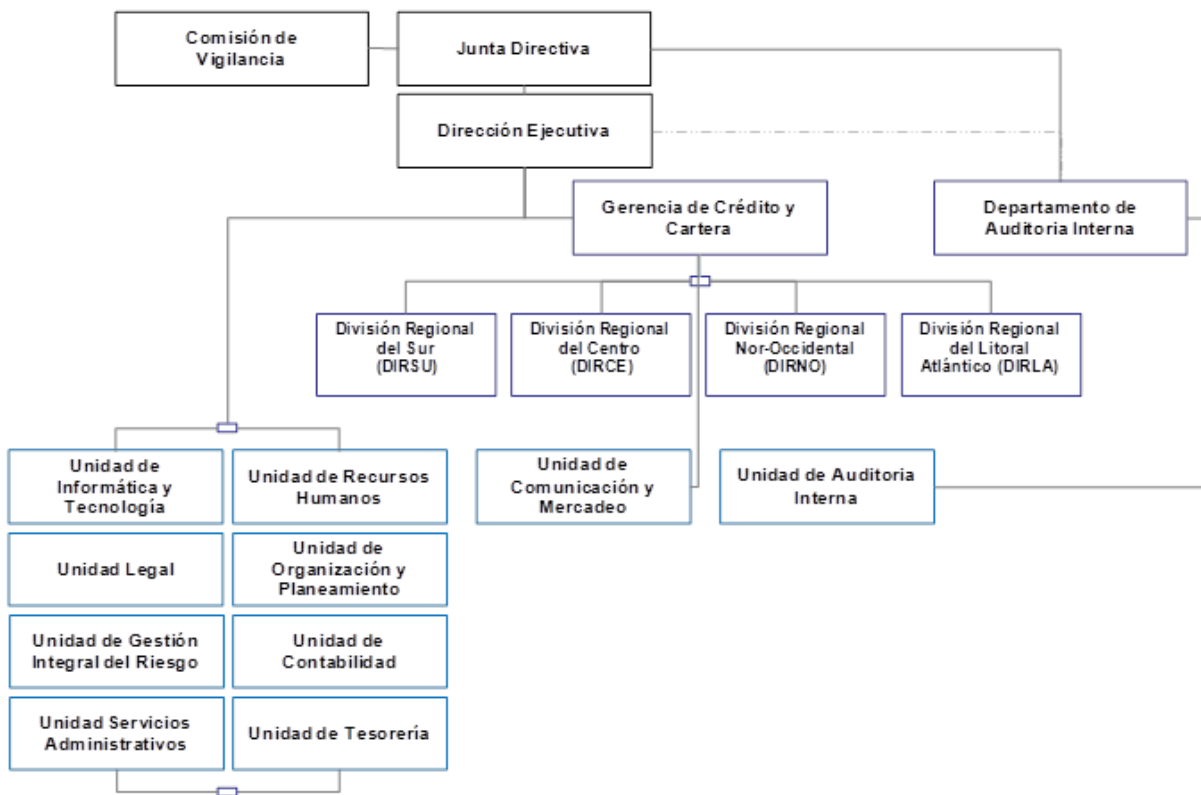 Comisión de
Vigilancia
Junta Directiva
Dirección Ejecutiva
Gerencia de Crédito y
Cartera
Departamento de
Auditoria Interna
División Regional
del Sur
(DIRSU)
División Regional
del Centro
(DIRCE)
División Regional
Nor-Occidental
(DIRNO)
División Regional
del Litoral
Atlántico (DIRLA)
Unidad de
Informática y
Tecnología
Unidad de Recursos
Humanos
Unidad de
Comunicación y
Mercadeo
Unidad de Auditoria
Interna
Unidad Legal
Unidad de
Organización y
Planeamiento
Unidad de Gestión
Integral del Riesgo
Unidad de
Contabilidad
Unidad Servicios
Administrativos
Unidad de Tesorería